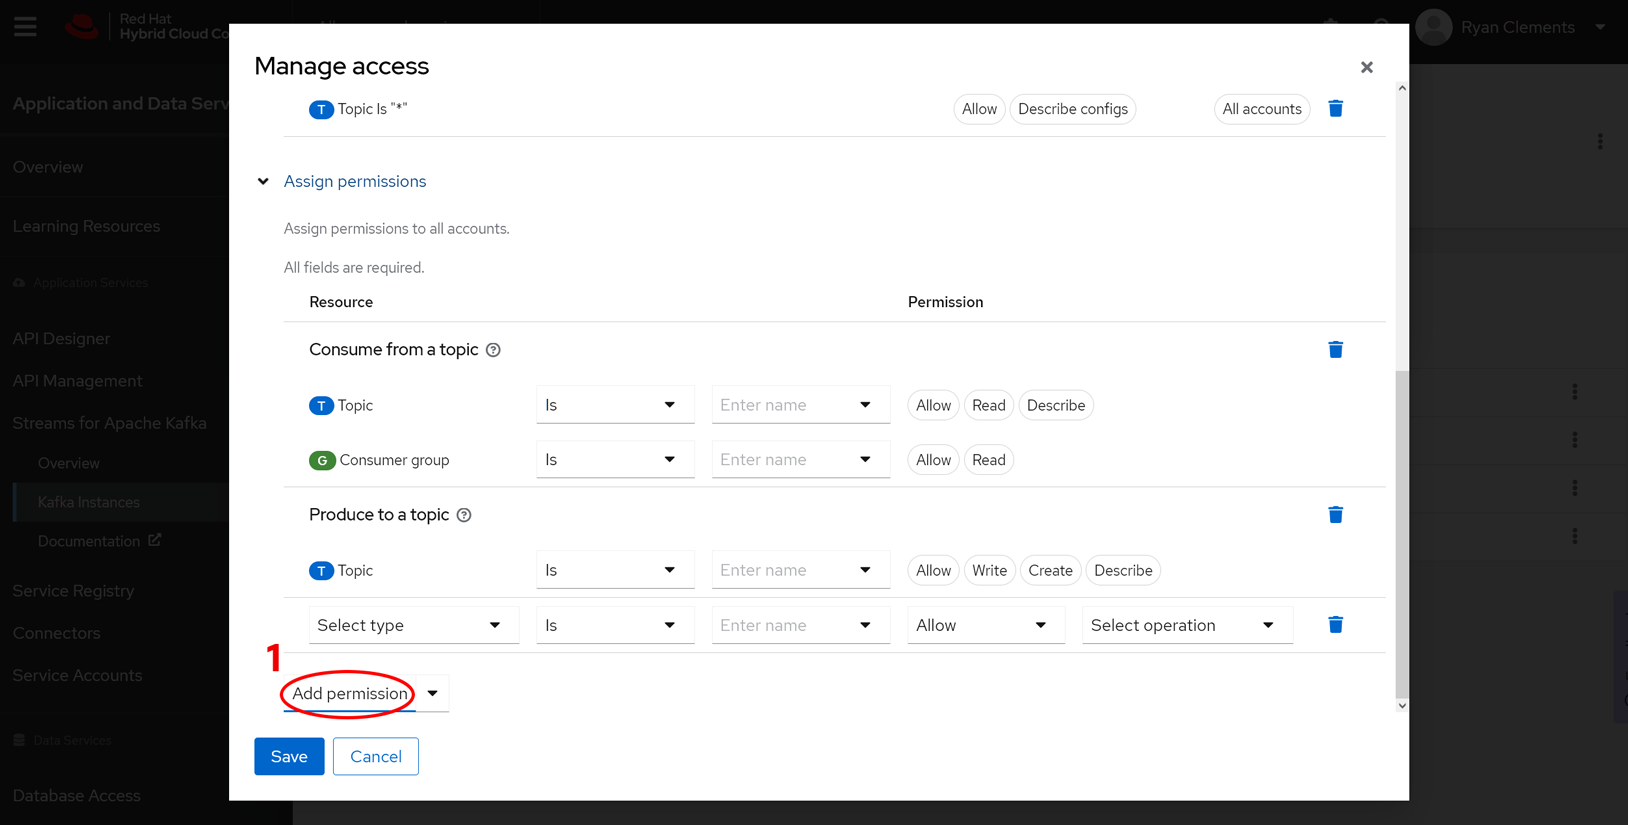 Red Hat
Hybrid Cloud Co
Ryan Clements
Manage access
Application and Data Serv
T Topic Is "*" Allow Describe configs All accounts
Overview
Assign permissions
Learning Resources
Assign permissions to all accounts.
All fields are required.
Application Services
Resource Permission
API Designer
Consume from a topic
API Management
T Topic Is Enter name Allow Read Describe
Streams for Apache Kafka
Overview
G Consumer group Is Enter name Allow Read
Kafka Instances
Produce to a topic
Documentation
T Topic Is Enter name Allow Write Create Describe
Service Registry
Select type Is Enter name Allow Select operation
Connectors
1
Service Accounts
Add permission
Data Services
Save Cancel
Database Access